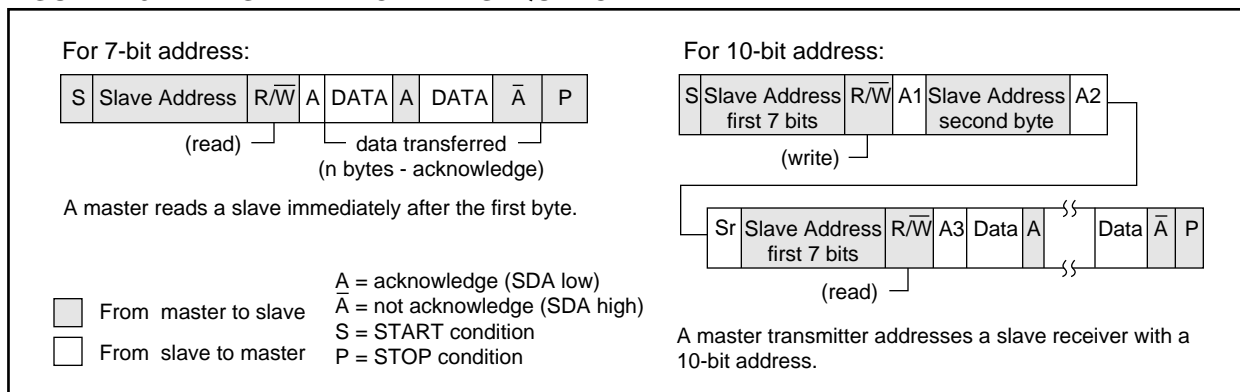 For 7-bit address:
S Slave Address R/W̅ A DATA A DATA A̅ P
(read)
data transferred
(n bytes - acknowledge)
A master reads a slave immediately after the first byte.
From master to slave
From slave to master
A = acknowledge (SDA low)
A̅ = not acknowledge (SDA high)
S = START condition
P = STOP condition
For 10-bit address:
S Slave Address first 7 bits R/W̅ A1 Slave Address second byte A2
(write)
Sr Slave Address first 7 bits R/W̅ A3 Data A Data A̅ P
(read)
A master transmitter addresses a slave receiver with a
10-bit address.